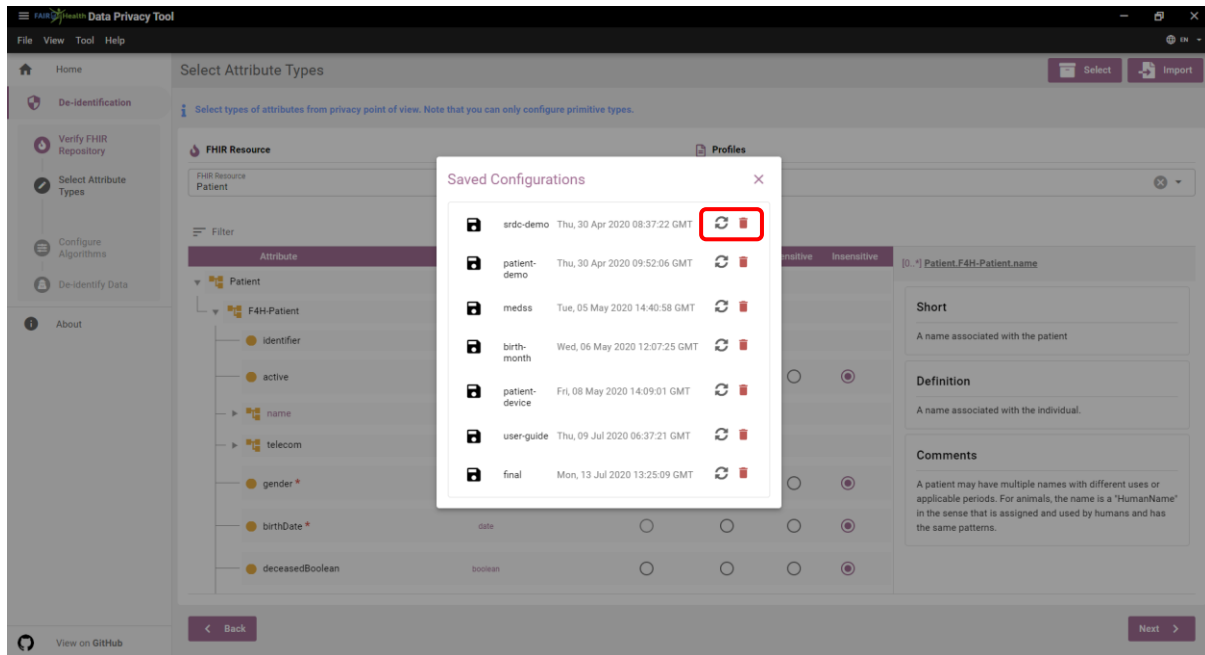 FAIR4Health Data Privacy Tool
File View Tool Help
EN
Home
De-identification
Verify FHIR
Repository
Select Attribute
Types
Configure
Algorithms
De-identify Data
About
View on GitHub
Select Attribute Types
Select
Import
Select types of attributes from privacy point of view. Note that you can only configure primitive types.
FHIR Resource
Profiles
FHIR Resource
Patient
Filter
Attribute
nsitive
Insensitive
Patient
F4H-Patient
identifier
active
name
telecom
gender *
birthDate *
date
deceasedBoolean
boolean
Saved Configurations
srdc-demo Thu, 30 Apr 2020 08:37:22 GMT
patient-
demo
Thu, 30 Apr 2020 09:52:06 GMT
medss Tue, 05 May 2020 14:40:58 GMT
birth-
month
Wed, 06 May 2020 12:07:25 GMT
patient-
device
Fri, 08 May 2020 14:09:01 GMT
user-guide Thu, 09 Jul 2020 06:37:21 GMT
final Mon, 13 Jul 2020 13:25:09 GMT
[0..*] Patient.F4H-Patient.name
Short
A name associated with the patient
Definition
A name associated with the individual.
Comments
A patient may have multiple names with different uses or
applicable periods. For animals, the name is a "HumanName"
in the sense that is assigned and used by humans and has
the same patterns.
Back
Next